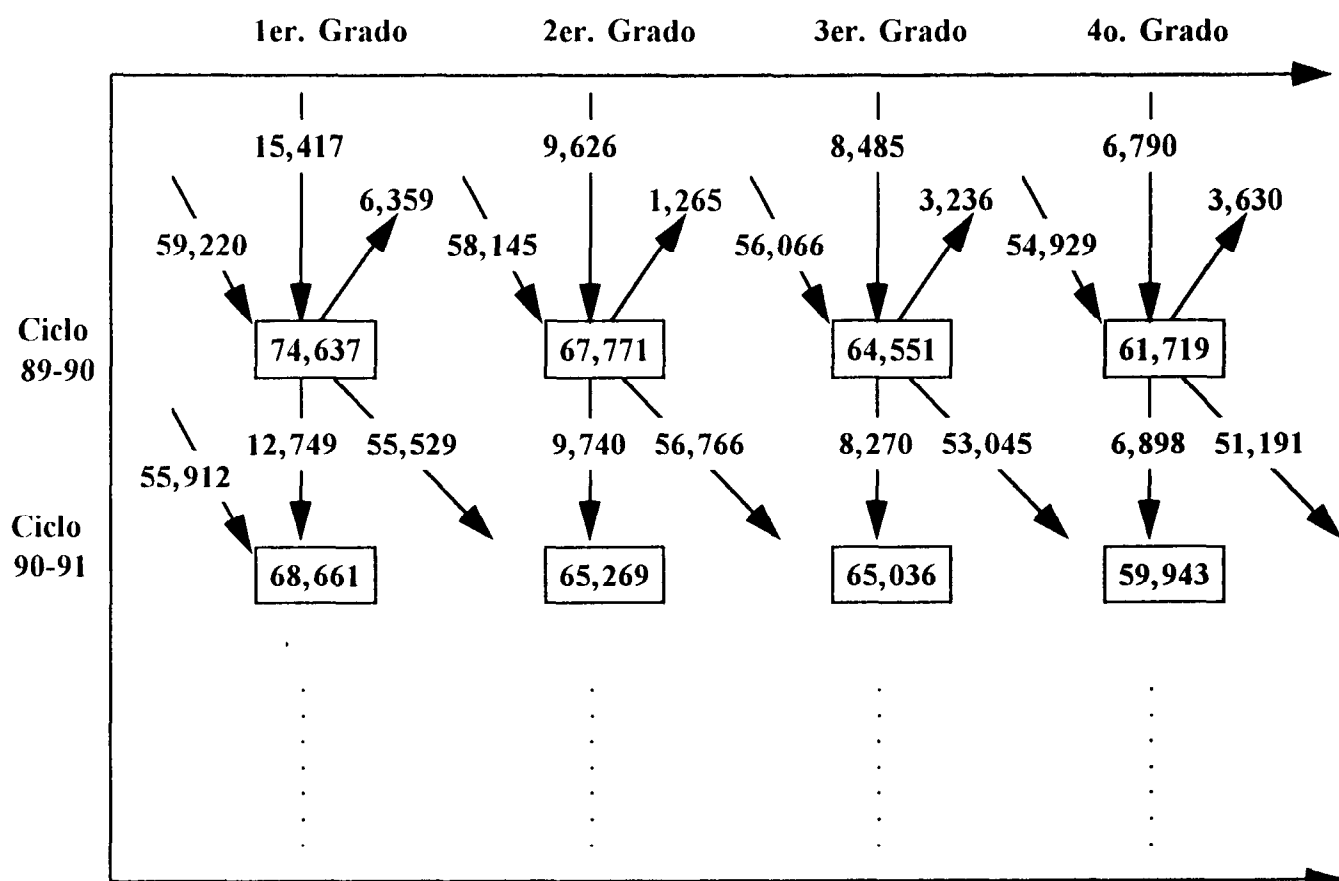 1er. Grado 2er. Grado 3er. Grado 4o. Grado
15,417 9,626 8,485 6,790
6,359 1,265 3,236 3,630
59,220 58,145 56,066 54,929
Ciclo
89-90
74,637 67,771 64,551 61,719
12,749 55,529 9,740 56,766 8,270 53,045 6,898 51,191
55,912
Ciclo
90-91
68,661 65,269 65,036 59,943